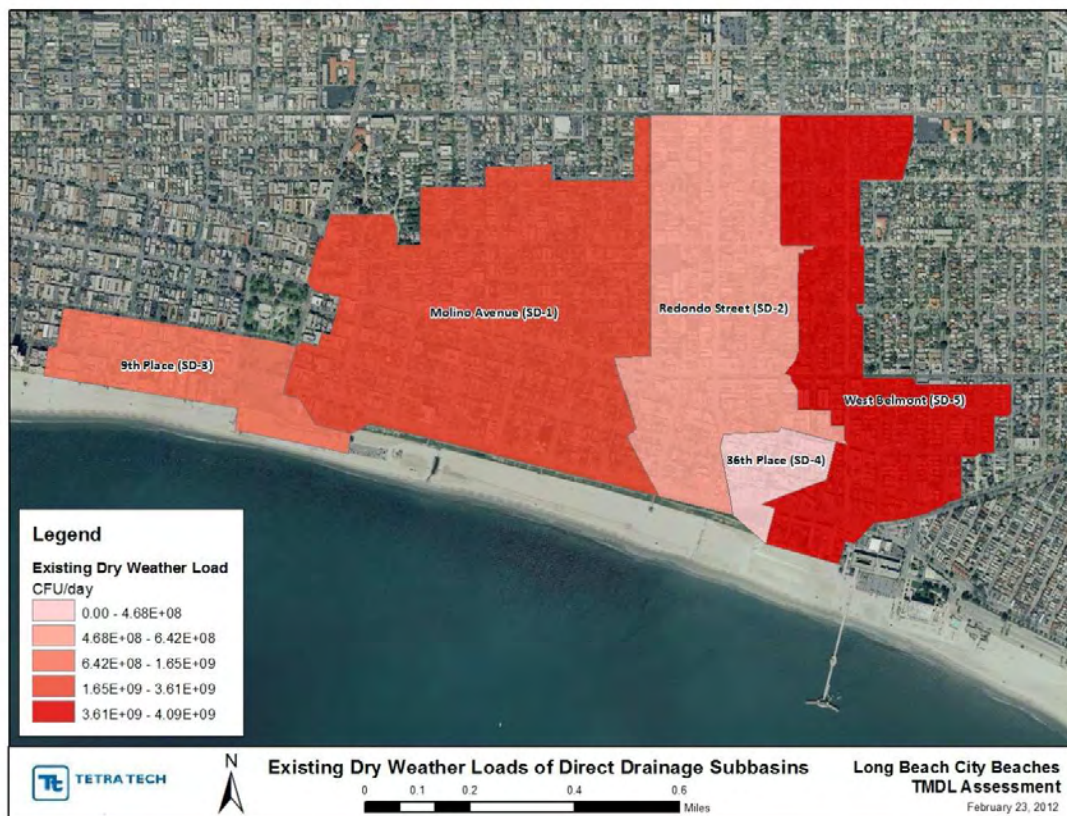 Molino Avenue (SD-1)
Redondo Street (SD-2)
9th Place (SD-3)
West Belmont (SD-5)
36th Place (SD-4)
Legend
Existing Dry Weather Load
CFU/day
0.00 - 4.68E+08
4.68E+08 - 6.42E+08
6.42E+08 - 1.65E+09
1.65E+09 - 3.61E+09
3.61E+09 - 4.09E+09
Tt TETRA TECH
N
Existing Dry Weather Loads of Direct Drainage Subbasins
0 0.1 0.2 0.4 0.6
Miles
Long Beach City Beaches
TMDL Assessment
February 23, 2012